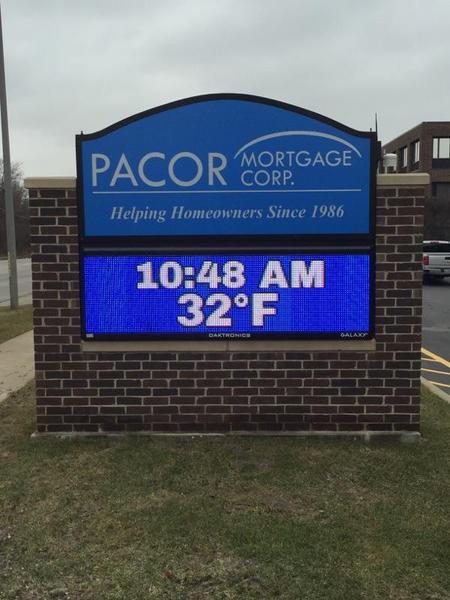 PACOR MORTGAGE
CORP.
Helping Homeowners Since 1986
10:48 AM
32°F
DAKTRONICS GALAXY